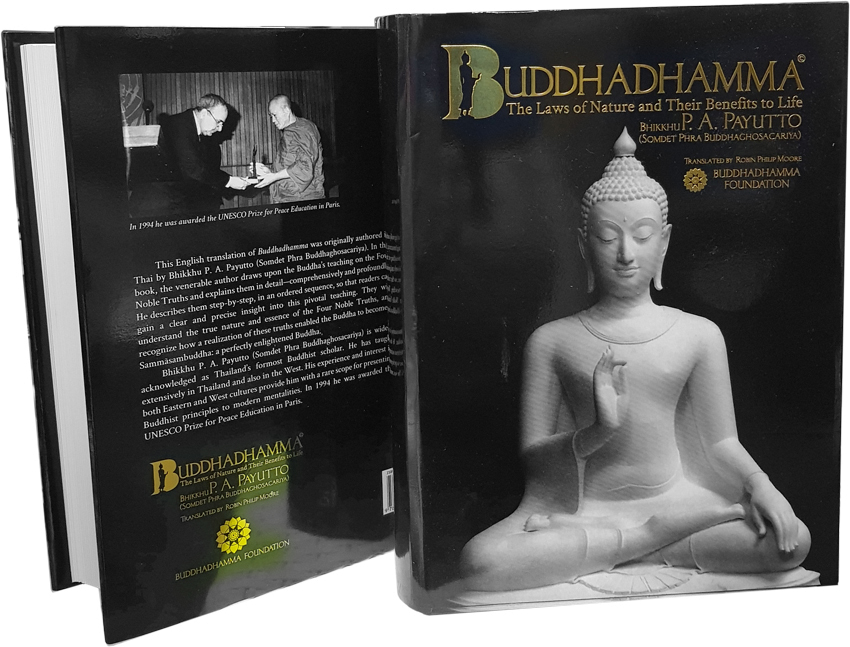 In 1994 he was awarded the UNESCO Prize for Peace Education in Paris.
This English translation of Buddhadhamma was originally authored
Thai by Bhikkhu P. A. Payutto (Somdet Phra Buddhaghosacariya). In th
book, the venerable author draws upon the Buddha's teaching on the Fo
Noble Truths and explains them in detail—comprehensively and profound
He describes them step-by-step, in an ordered sequence, so that readers ca
gain a clear and precise insight into this pivotal teaching. They w
understand the true nature and essence of the Four Noble Truths, a
recognize how a realization of these truths enabled the Buddha to become
Sammāsambuddha: a perfectly enlightened Buddha.
Bhikkhu P. A. Payutto (Somdet Phra Buddhaghosacariya) is wide
acknowledged as Thailand's formost Buddhist scholar. He has taug
extensively in Thailand and also in the West. His experience and interest
both Eastern and West cultures provide him with a rare scope for presenti
Buddhist principles to modern mentalities. In 1994 he was awarded
UNESCO Prize for Peace Education in Paris.
BUDDHADHAMMA©
The Laws of Nature and Their Benefits to Life
BHIKKHU P. A. PAYUTTO
(SOMDET PHRA BUDDHAGHOSACARIYA)
TRANSLATED BY ROBIN PHILIP MOORE
BUDDHADHAMMA FOUNDATION
BUDDHADHAMMA©
The Laws of Nature and Their Benefits to Life
BHIKKHU P. A. PAYUTTO
(SOMDET PHRA BUDDHAGHOSACARIYA)
TRANSLATED BY ROBIN PHILIP MOORE
BUDDHADHAMMA
FOUNDATION